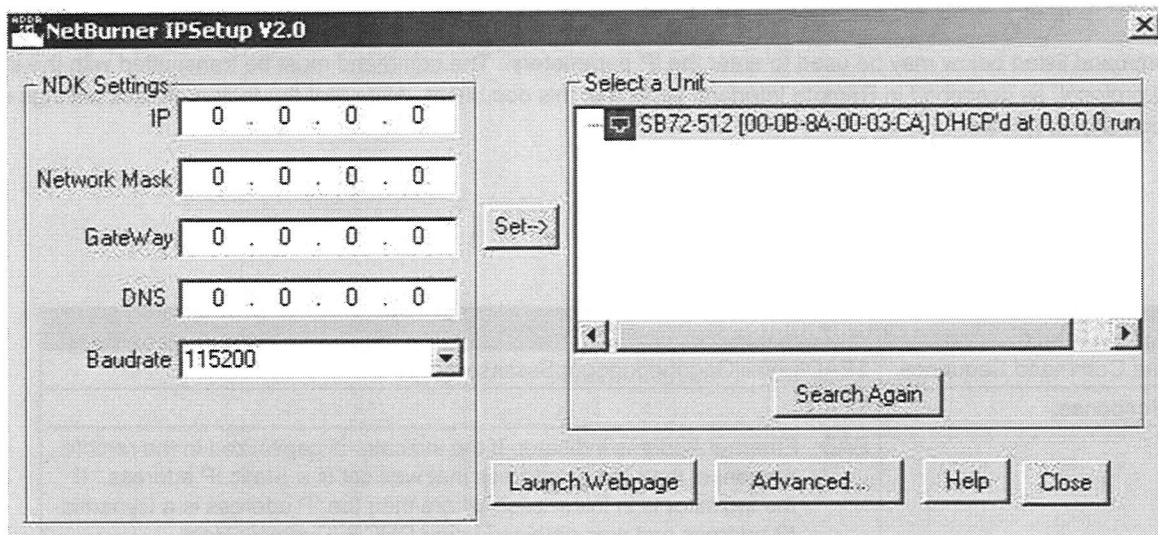 ADDR
NetBurner IPSetup V2.0
NDK Settings
IP 0 . 0 . 0 . 0
Network Mask 0 . 0 . 0 . 0
GateWay 0 . 0 . 0 . 0
DNS 0 . 0 . 0 . 0
Baudrate 115200
Set-->
Select a Unit
SB72-512 [00-0B-8A-00-03-CA] DHCP'd at 0.0.0.0 run
Search Again
Launch Webpage
Advanced...
Help
Close